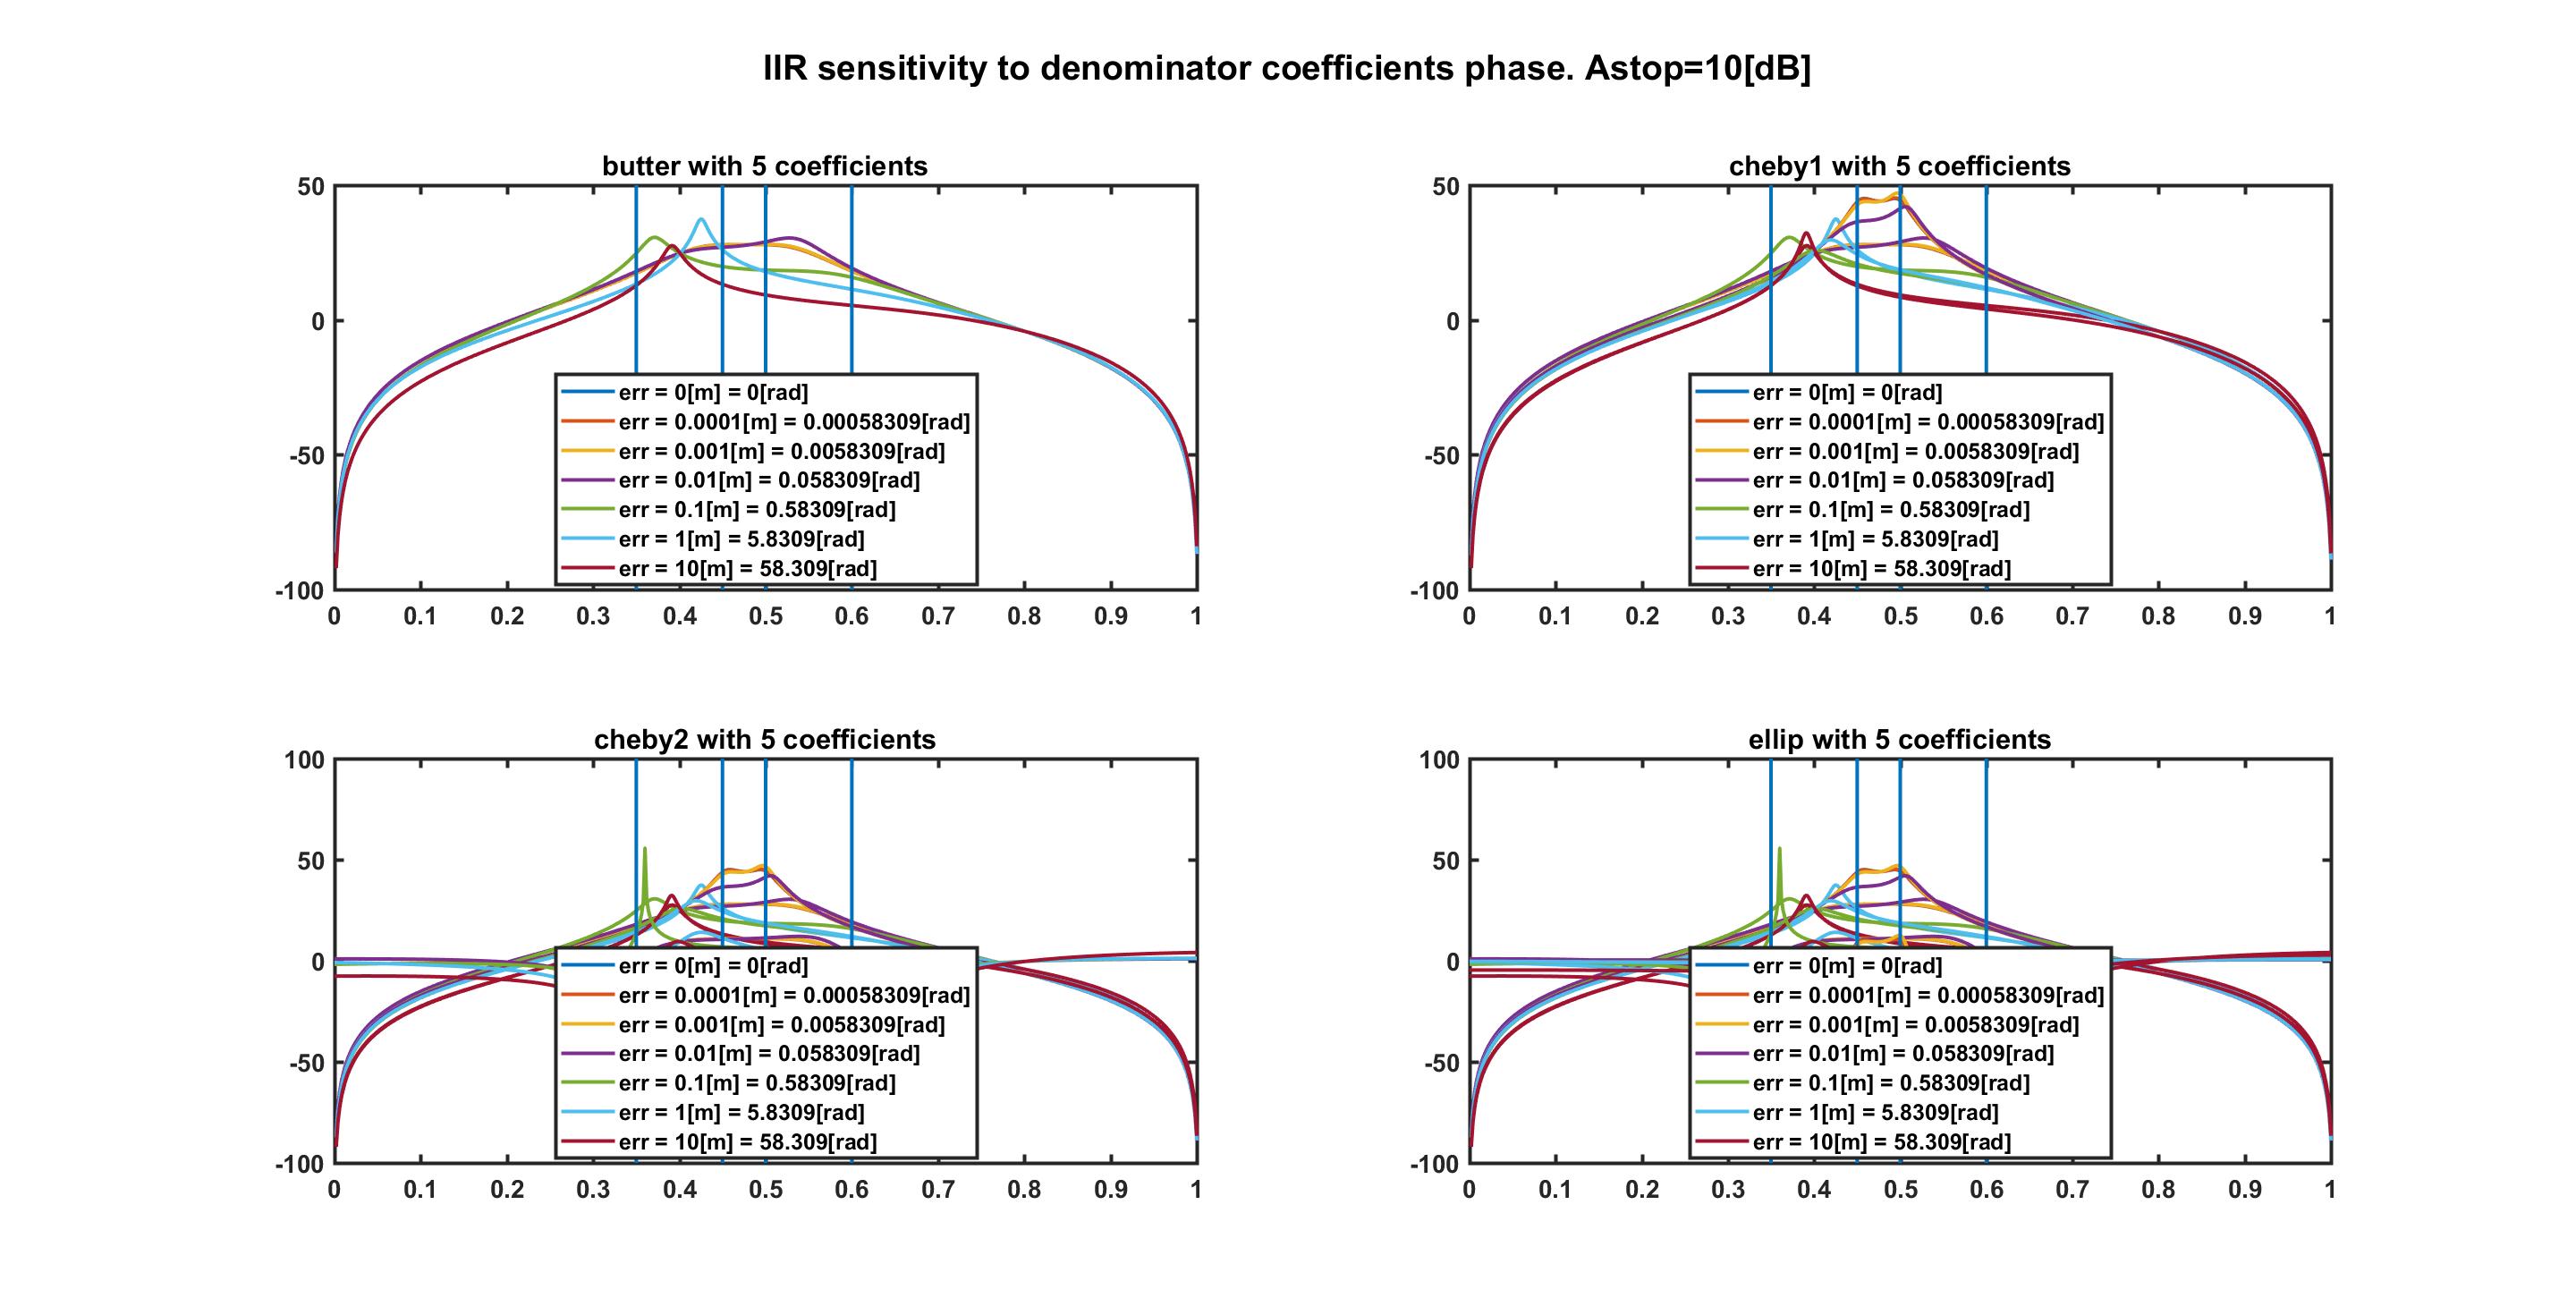 IIR sensitivity to denominator coefficients phase. Astop=10[dB]
butter with 5 coefficients
50
0
-50
-100
0 0.1 0.2 0.3 0.4 0.5 0.6 0.7 0.8 0.9 1
err = 0[m] = 0[rad]
err = 0.0001[m] = 0.00058309[rad]
err = 0.001[m] = 0.0058309[rad]
err = 0.01[m] = 0.058309[rad]
err = 0.1[m] = 0.58309[rad]
err = 1[m] = 5.8309[rad]
err = 10[m] = 58.309[rad]
cheby1 with 5 coefficients
50
0
-50
-100
0 0.1 0.2 0.3 0.4 0.5 0.6 0.7 0.8 0.9 1
err = 0[m] = 0[rad]
err = 0.0001[m] = 0.00058309[rad]
err = 0.001[m] = 0.0058309[rad]
err = 0.01[m] = 0.058309[rad]
err = 0.1[m] = 0.58309[rad]
err = 1[m] = 5.8309[rad]
err = 10[m] = 58.309[rad]
cheby2 with 5 coefficients
100
50
0
-50
-100
0 0.1 0.2 0.3 0.4 0.5 0.6 0.7 0.8 0.9 1
err = 0[m] = 0[rad]
err = 0.0001[m] = 0.00058309[rad]
err = 0.001[m] = 0.0058309[rad]
err = 0.01[m] = 0.058309[rad]
err = 0.1[m] = 0.58309[rad]
err = 1[m] = 5.8309[rad]
err = 10[m] = 58.309[rad]
ellip with 5 coefficients
100
50
0
-50
-100
0 0.1 0.2 0.3 0.4 0.5 0.6 0.7 0.8 0.9 1
err = 0[m] = 0[rad]
err = 0.0001[m] = 0.00058309[rad]
err = 0.001[m] = 0.0058309[rad]
err = 0.01[m] = 0.058309[rad]
err = 0.1[m] = 0.58309[rad]
err = 1[m] = 5.8309[rad]
err = 10[m] = 58.309[rad]